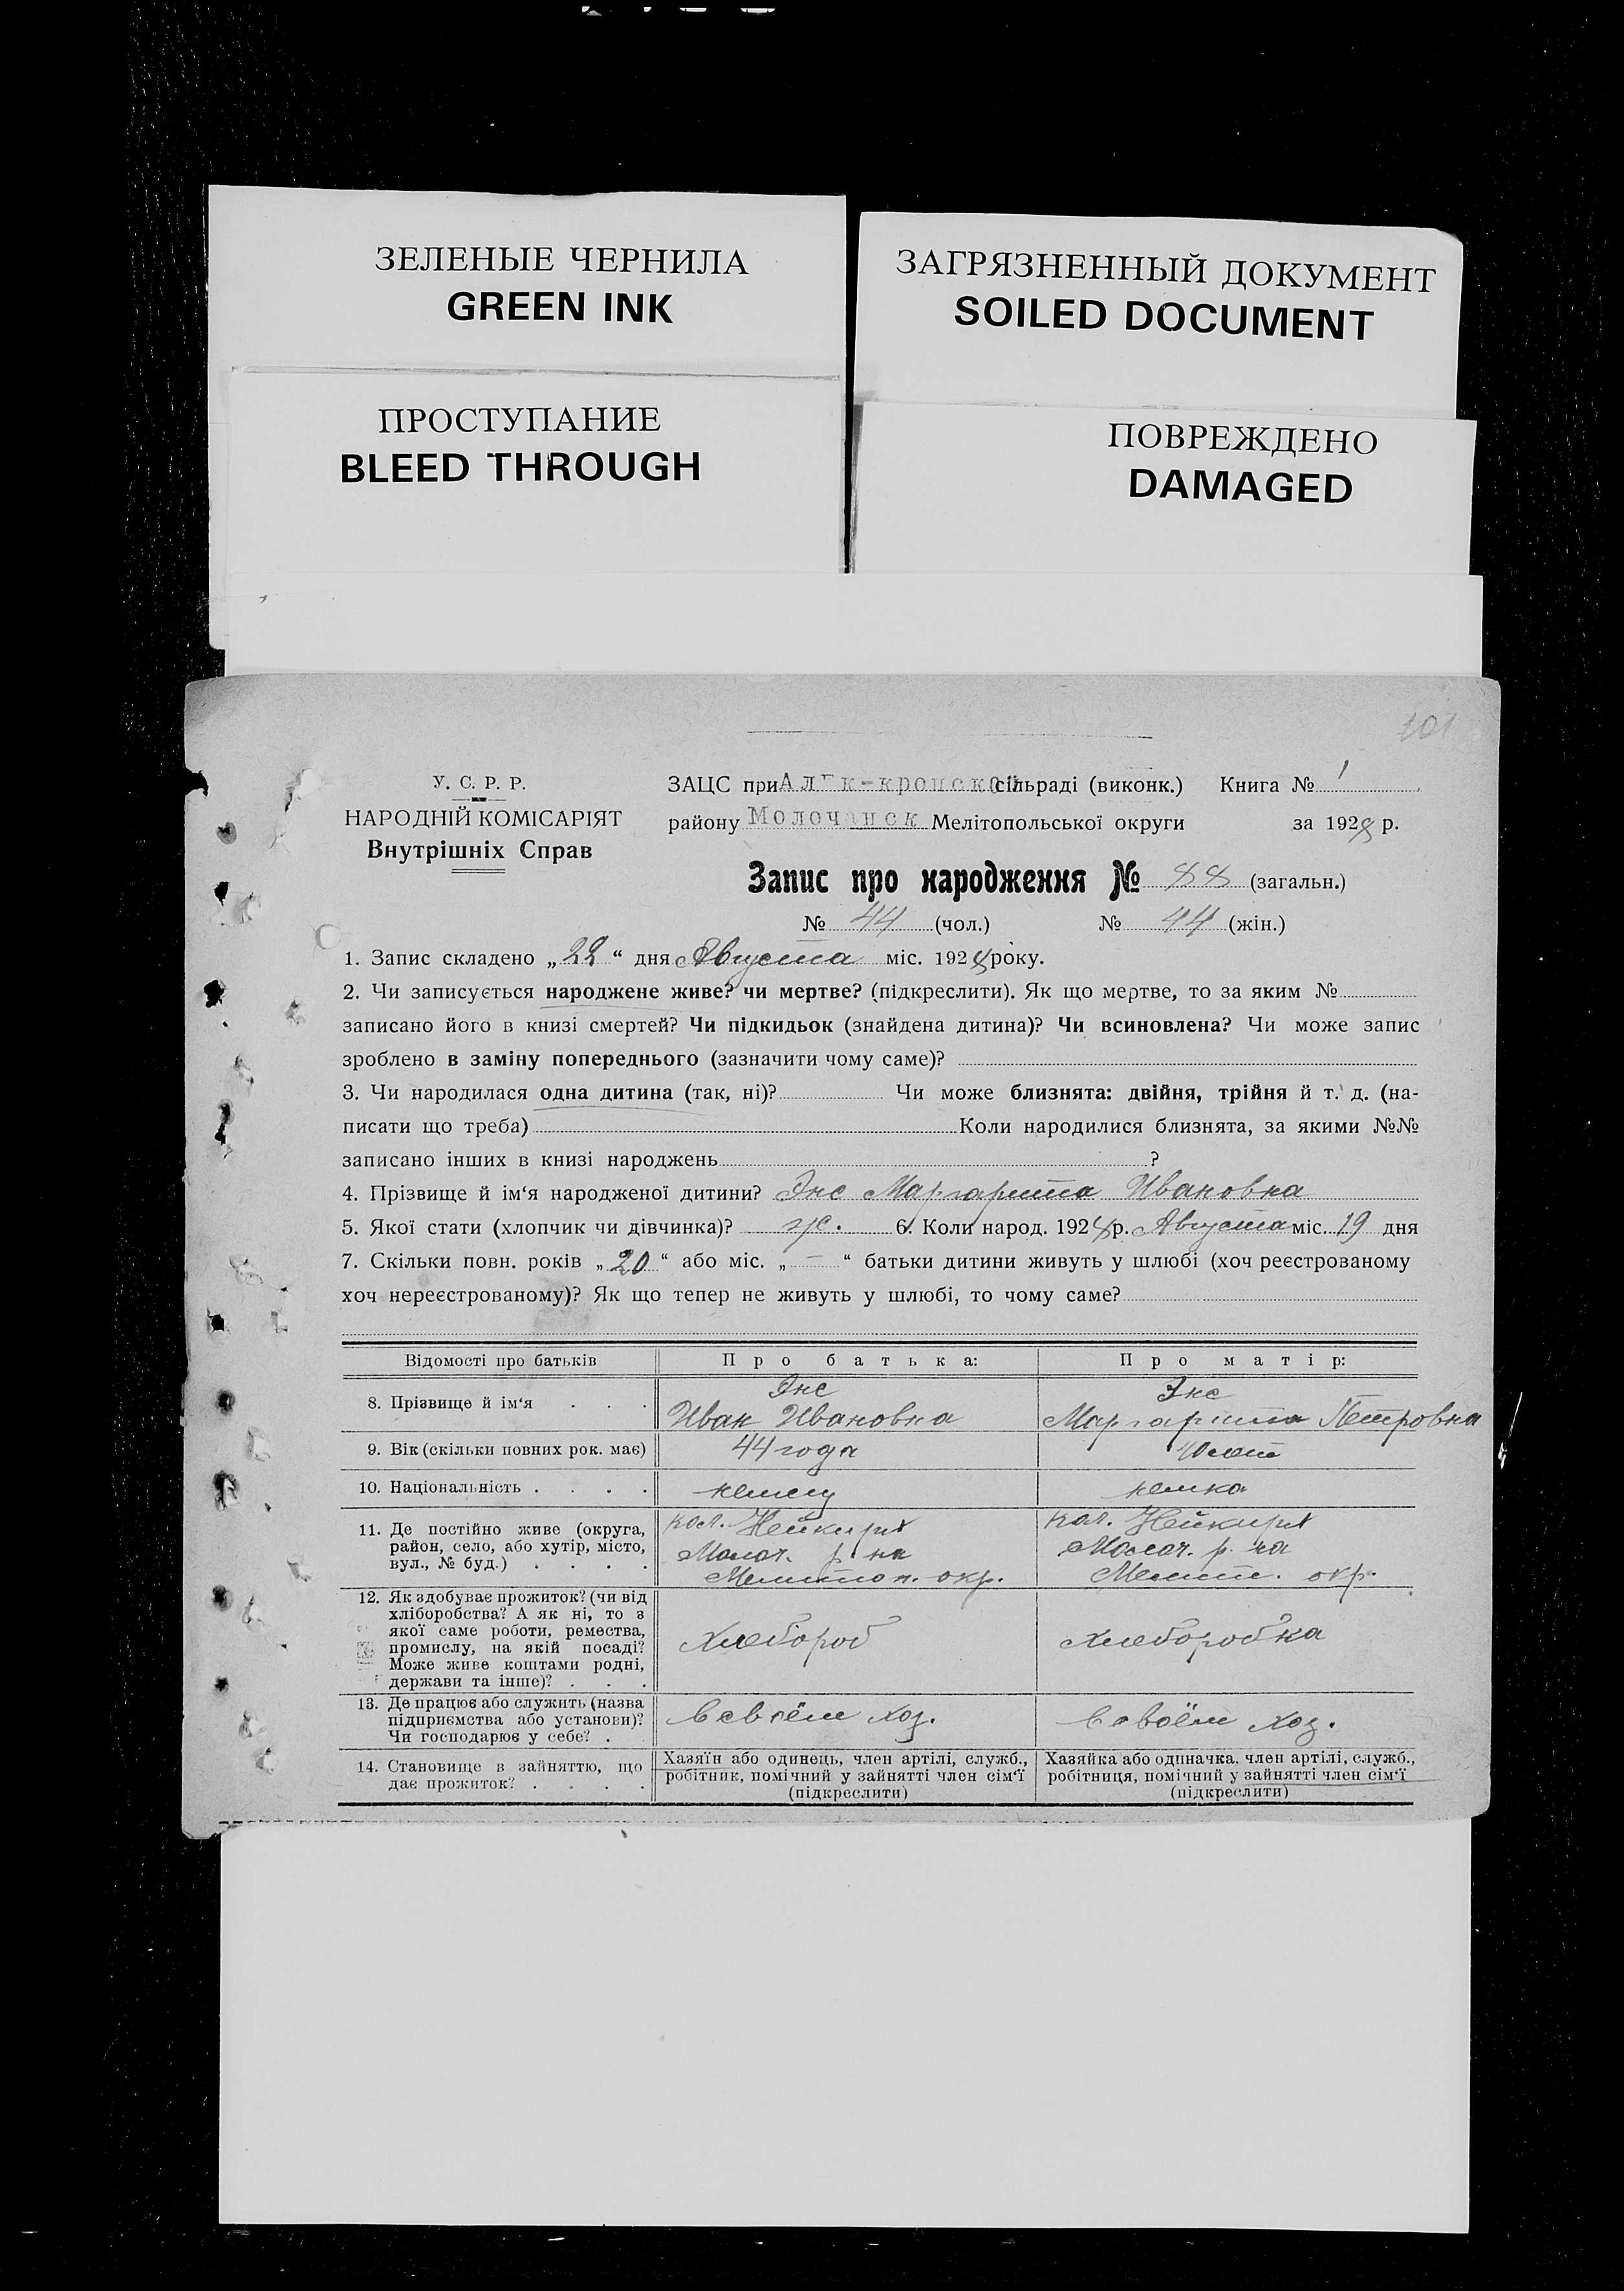 ЗЕЛЕНЫЕ ЧЕРНИЛА
GREEN INK
ЗАГРЯЗНЕННЫЙ ДОКУМЕНТ
SOILED DOCUMENT
ПРОСТУПАНИЕ
BLEED THROUGH
ПОВРЕЖДЕНО
DAMAGED
101
У. С. Р. Р.
НАРОДНІЙ КОМІСАРІЯТ
Внутрішніх Справ
ЗАЦС при сільраді (виконк.) Книга № 1
району Молочанск Мелітопольської округи за 1928 р.
Запис про народження № 88 (загальн.)
№ 44 (чол.) № 44 (жін.)
1. Запис складено „22“ дня Августа міс. 1928 року.
2. Чи записується народжене живе? чи мертве? (підкреслити). Як що мертве, то за яким №
записано його в книзі смертей? Чи підкидьок (знайдена дитина)? Чи всиновлена? Чи може запис
зроблено в заміну попереднього (зазначити чому саме)?
3. Чи народилася одна дитина (так, ні)? Чи може близнята: двійня, трійня й т. д. (на-
писати що треба) Коли народилися близнята, за якими №№
записано інших в книзі народжень ?
4. Прізвище й ім‘я народженої дитини? Энс Маргарита Ивановна
5. Якої стати (хлопчик чи дівчинка)? ж. 6. Коли народ. 1928 р. Августа міс. 19 дня
7. Скільки повн. років „20“ або міс. „—“ батьки дитини живуть у шлюбі (хоч реєстрованому
хоч нереєстрованому)? Як що тепер не живуть у шлюбі, то чому саме?
Відомості про батьків Про батька: Про матір:
8. Прізвище й ім‘я . . . Энс Иван Ивановна Энс Маргарита Петровна
9. Вік (скільки повних рок. має) 44 года 40 лет
10. Національність . . . . немец немка
11. Де постійно живе (округа,
район, село, або хутір, місто,
вул., № буд.) . . . .
кол. Нейкирх
Молоч. р на
Мелитоп. окр.
кол. Нейкирх
Молоч. р. на
Мелит. окр.
12. Як здобуває прожиток? (чи від
хліборобства? А як ні, то з
якої саме роботи, ремества,
промислу, на якій посаді?
Може живе коштами родні,
держави та інше)? . . .
хлебороб
хлеборобка
13. Де працює або служить (назва
підприємства або установи)?
Чи господарює у себе? .
в своём хоз.
в своём хоз.
14. Становище в зайняттю, що
дає прожиток? . . . .
Хазяїн або одинець, член артілі, служб.,
робітник, помічний у зайнятті член сім‘ї
(підкреслити)
Хазяйка або одиначка, член артілі, служб.,
робітниця, помічний у зайнятті член сім‘ї
(підкреслити)